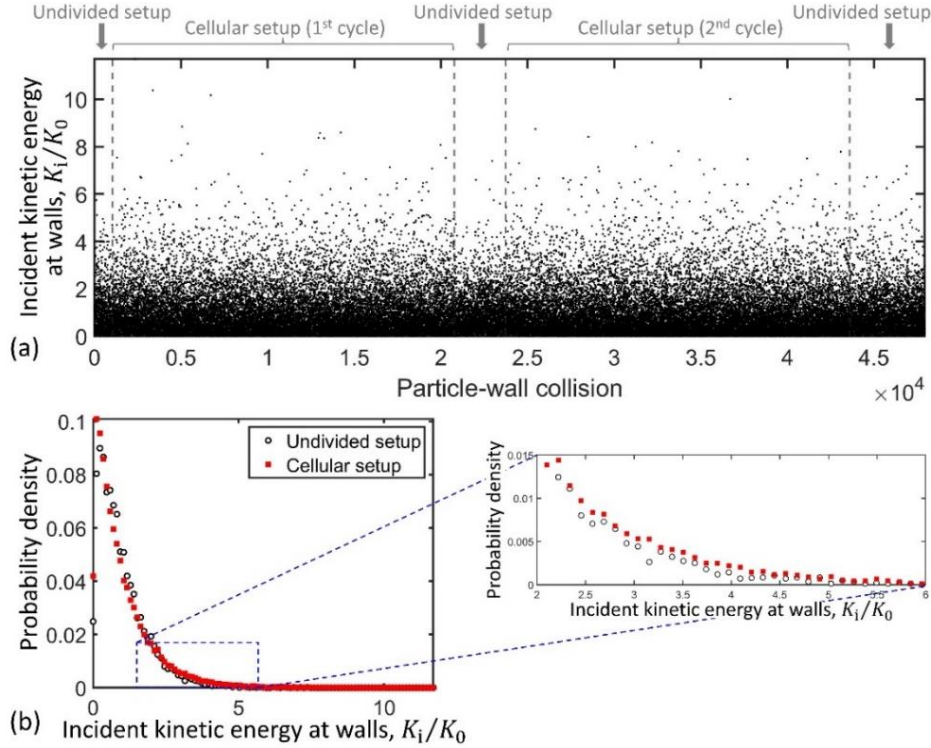 Undivided setup Undivided setup Undivided setup
Cellular setup (1st cycle) Cellular setup (2nd cycle)
Incident kinetic energy
at walls, Ki/K0
10
8
6
4
2
0
(a)
0 0.5 1 1.5 2 2.5 3 3.5 4 4.5
Particle-wall collision
×10^4
0.1
0.08
0.06
0.04
0.02
0
Probability density
Undivided setup
Cellular setup
0 5 10
(b) Incident kinetic energy at walls, Ki/K0
0.015
0.01
0.005
0
Probability density
2 2.5 3 3.5 4 4.5 5 5.5 6
Incident kinetic energy at walls, Ki/K0